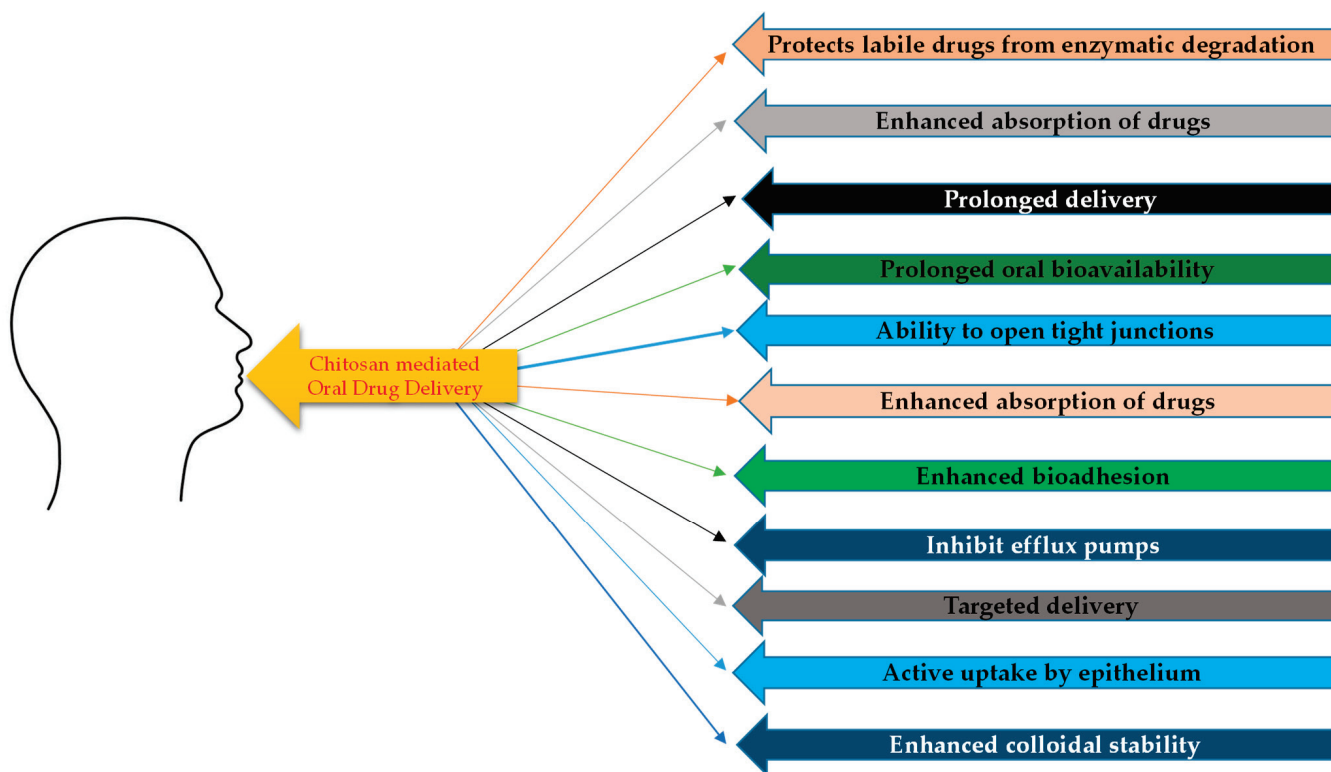 Protects labile drugs from enzymatic degradation
Enhanced absorption of drugs
Prolonged delivery
Prolonged oral bioavailability
Ability to open tight junctions
Chitosan mediated
Oral Drug Delivery
Enhanced absorption of drugs
Enhanced bioadhesion
Inhibit efflux pumps
Targeted delivery
Active uptake by epithelium
Enhanced colloidal stability